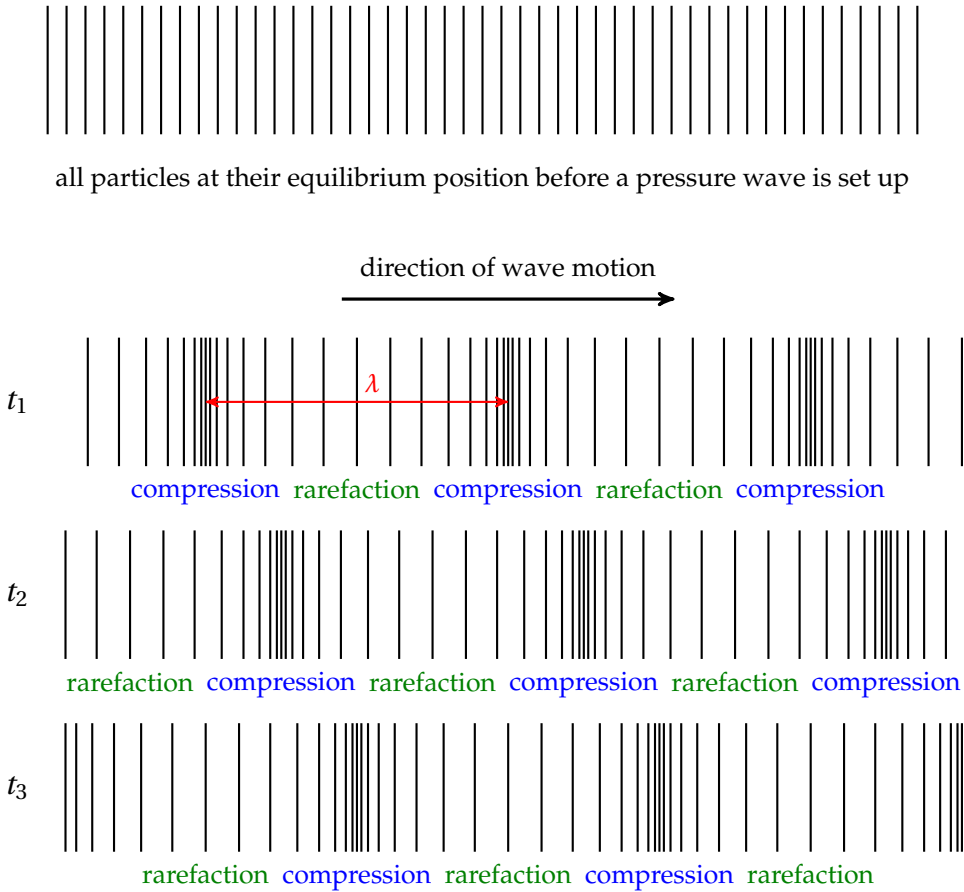 all particles at their equilibrium position before a pressure wave is set up
direction of wave motion
λ
t₁
compression rarefaction compression rarefaction compression
t₂
rarefaction compression rarefaction compression rarefaction compression
t₃
rarefaction compression rarefaction compression rarefaction